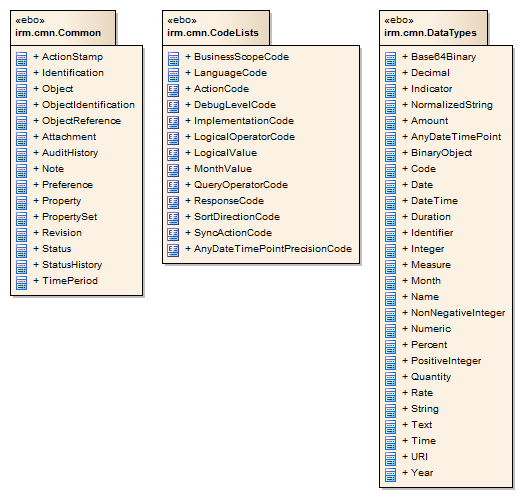 «ebo»
irm.cmn.Common
+ ActionStamp
+ Identification
+ Object
+ ObjectIdentification
+ ObjectReference
+ Attachment
+ AuditHistory
+ Note
+ Preference
+ Property
+ PropertySet
+ Revision
+ Status
+ StatusHistory
+ TimePeriod
«ebo»
irm.cmn.CodeLists
+ BusinessScopeCode
+ LanguageCode
+ ActionCode
+ DebugLevelCode
+ ImplementationCode
+ LogicalOperatorCode
+ LogicalValue
+ MonthValue
+ QueryOperatorCode
+ ResponseCode
+ SortDirectionCode
+ SyncActionCode
+ AnyDateTimePointPrecisionCode
«ebo»
irm.cmn.DataTypes
+ Base64Binary
+ Decimal
+ Indicator
+ NormalizedString
+ Amount
+ AnyDateTimePoint
+ BinaryObject
+ Code
+ Date
+ DateTime
+ Duration
+ Identifier
+ Integer
+ Measure
+ Month
+ Name
+ NonNegativeInteger
+ Numeric
+ Percent
+ PositiveInteger
+ Quantity
+ Rate
+ String
+ Text
+ Time
+ URI
+ Year